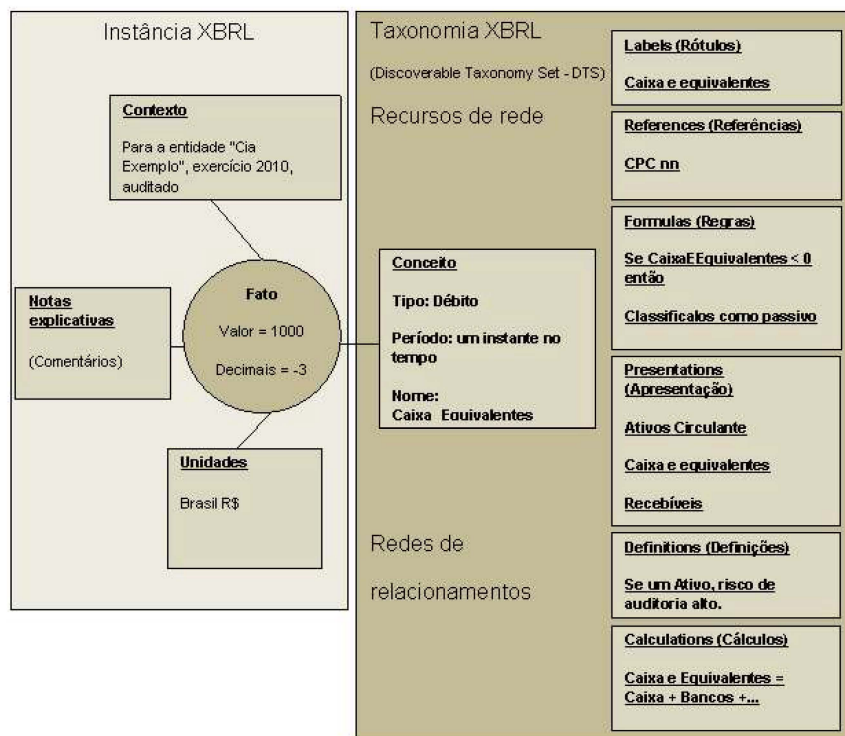 Instância XBRL
Contexto
Para a entidade "Cia
Exemplo", exercício 2010,
auditado
Notas
explicativas
(Comentários)
Fato
Valor = 1000
Decimais = -3
Unidades
Brasil R$
Taxonomia XBRL
(Discoverable Taxonomy Set - DTS)
Recursos de rede
Conceito
Tipo: Débito
Período: um instante no
tempo
Nome:
Caixa_Equivalentes
Redes de
relacionamentos
Labels (Rótulos)
Caixa e equivalentes
References (Referências)
CPC nn
Formulas (Regras)
Se CaixaEEquivalentes < 0
então
Classificalos como passivo
Presentations
(Apresentação)
Ativos Circulante
Caixa e equivalentes
Recebíveis
Definitions (Definições)
Se um Ativo, risco de
auditoria alto.
Calculations (Cálculos)
Caixa e Equivalentes =
Caixa + Bancos +...